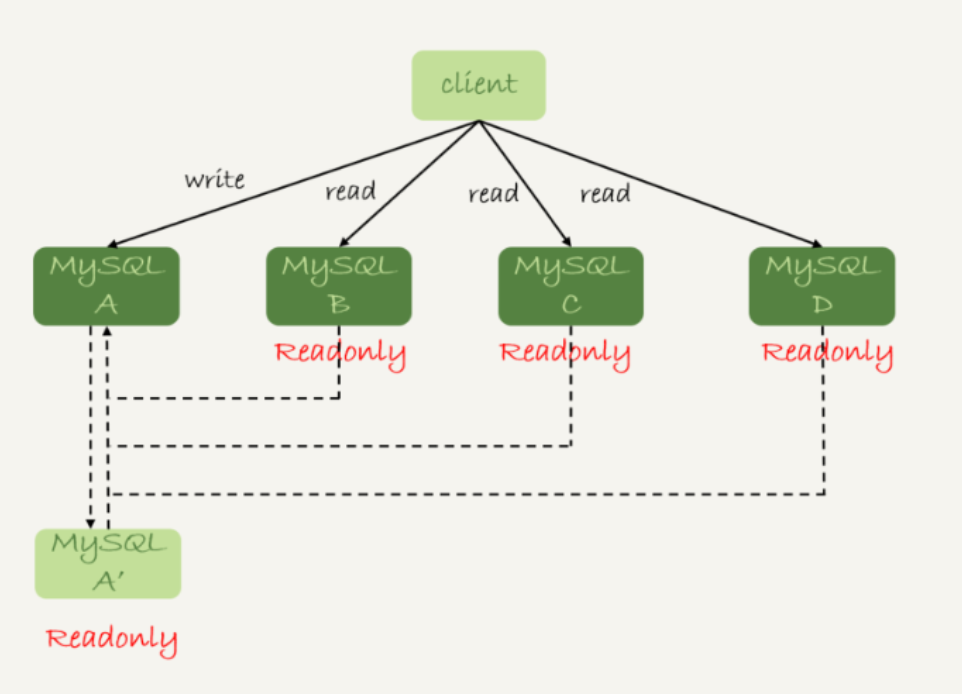 client
write
read
read
read
MySQL
A
MySQL
B
MySQL
C
MySQL
D
Readonly
Readonly
Readonly
MySQL
A'
Readonly